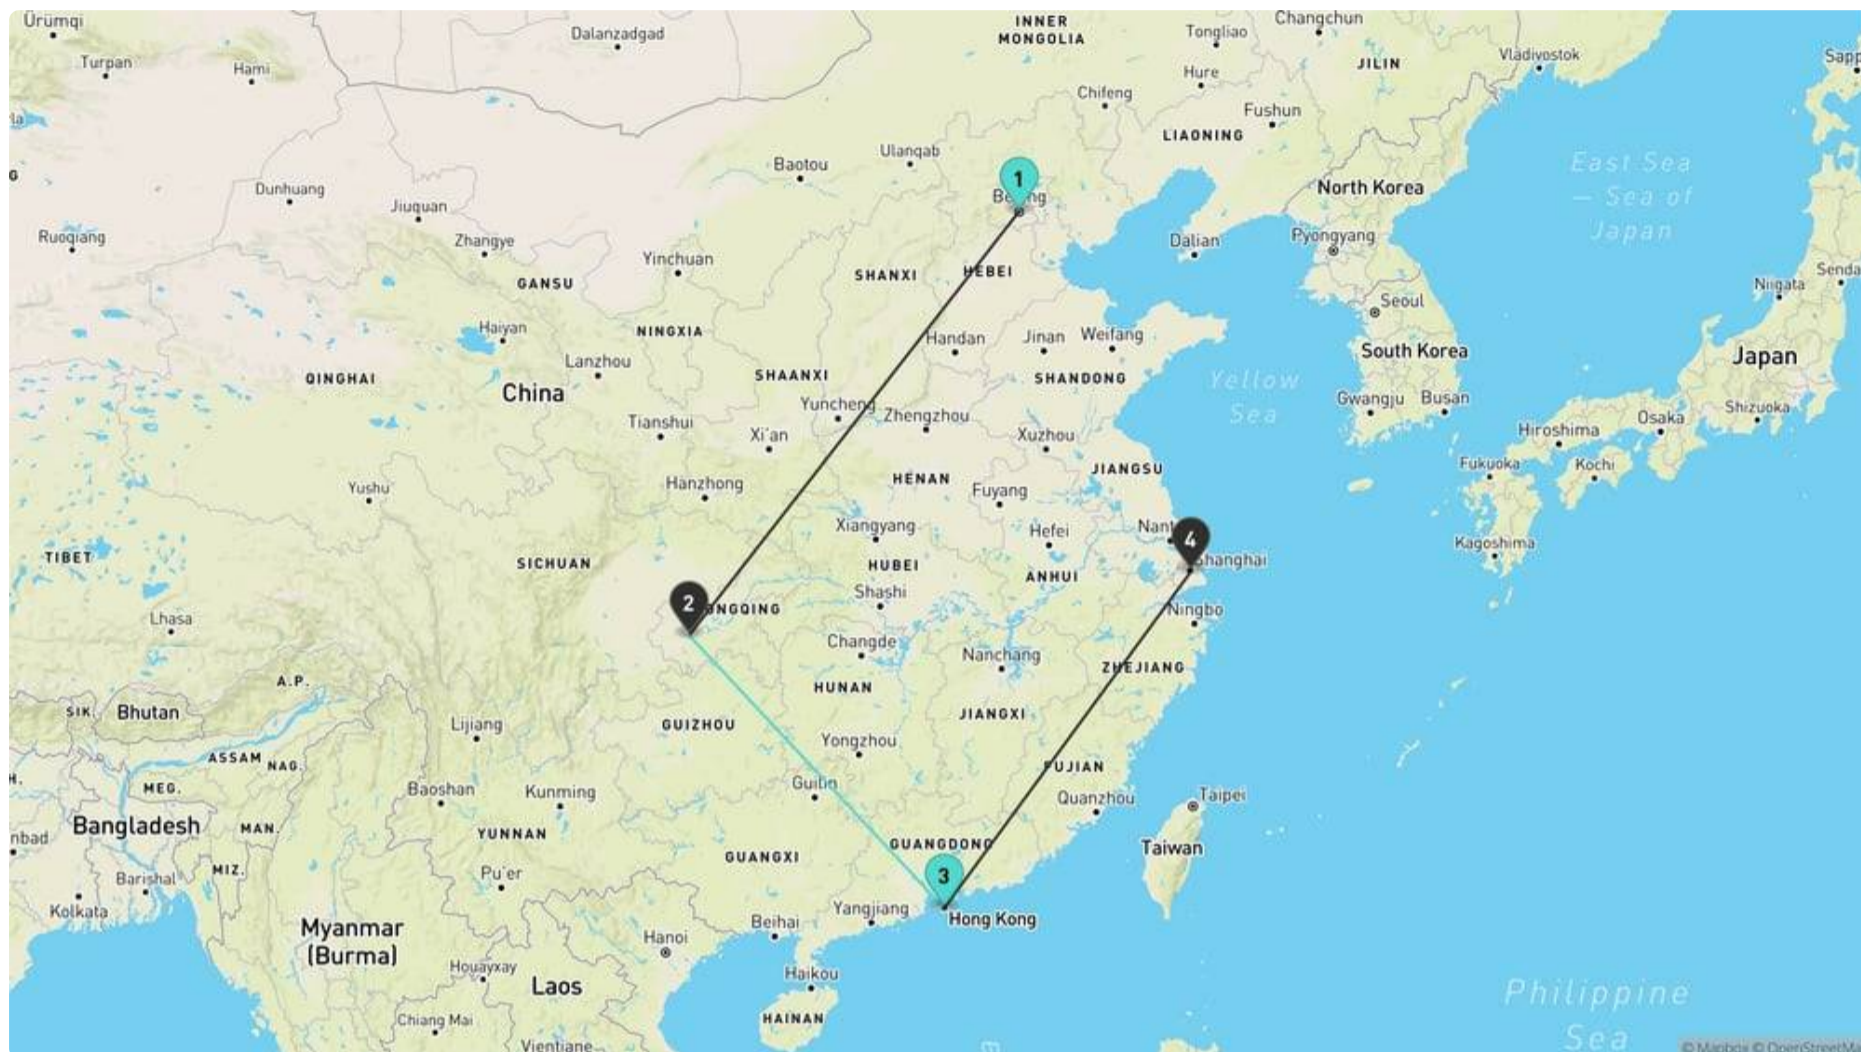 Ürümqi
Turpan
Hami
Dalanzadgad
INNER
MONGOLIA
Tongliao
Changchun
JILIN
Vladivostok
Hure
Chifeng
Fushun
LIAONING
Ulanqab
Baotou
1
East Sea
— Sea of
Japan
North Korea
Dunhuang
Jiuquan
Ruoqiang
Zhangye
Yinchuan
Dalian
Pyongyang
SHANXI
HEBEI
GANSU
Niigata
Seoul
Haiyan
NINGXIA
Handan
Jinan
Weifang
South Korea
Japan
Lanzhou
QINGHAI
China
SHAANXI
SHANDONG
Yellow
Sea
Gwangju
Busan
Yuncheng
Zhengzhou
Shizuoka
Osaka
Hiroshima
Tianshui
Xi'an
Xuzhou
JIANGSU
Fukuoka
Kochi
Yushu
Hanzhong
HENAN
Fuyang
Xiangyang
Hefei
4
Kagoshima
TIBET
SICHUAN
HUBEI
ANHUI
Shanghai
Shashi
2
Ningbo
Lhasa
Changde
Nanchang
ZHEJIANG
A.P.
HUNAN
SIK.
Bhutan
Lijiang
GUIZHOU
JIANGXI
Yongzhou
ASSAM
NAG.
FUJIAN
MEG.
Baoshan
Kunming
Guilin
Quanzhou
Taipei
Bangladesh
MAN.
YUNNAN
GUANGXI
GUANGDONG
Taiwan
MIZ.
Barishal
Pu'er
3
Kolkata
Yangjiang
Hong Kong
Beihai
Myanmar
(Burma)
Hanoi
Houayxay
Laos
Haikou
Philippine
Sea
Chiang Mai
HAINAN
Vientiane
© Mapbox © OpenStreetMa